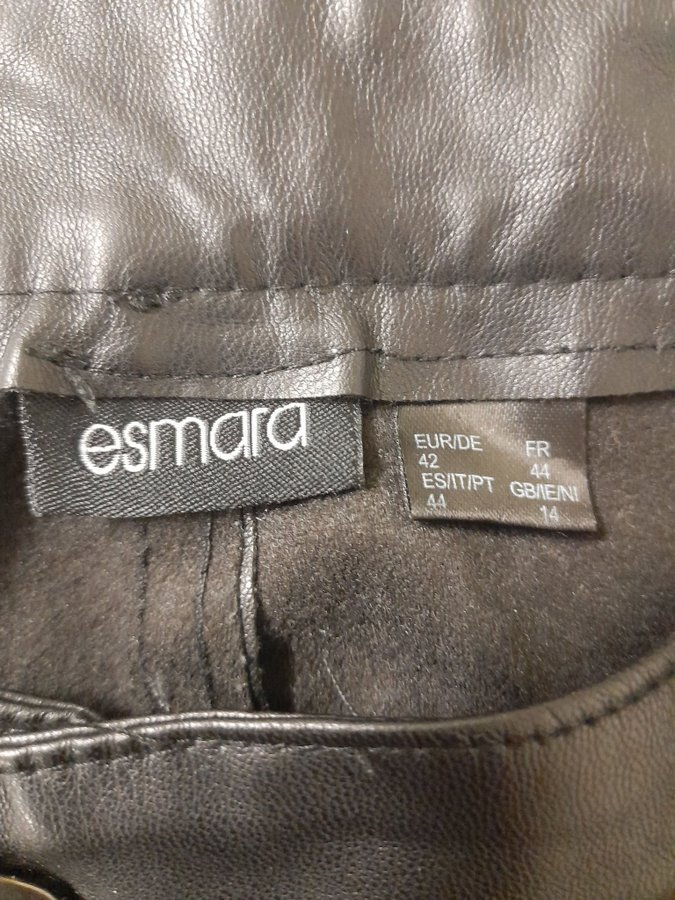 esmara
EUR/DE FR
42 44
ES/IT/PT GB/IE/NI
44 14